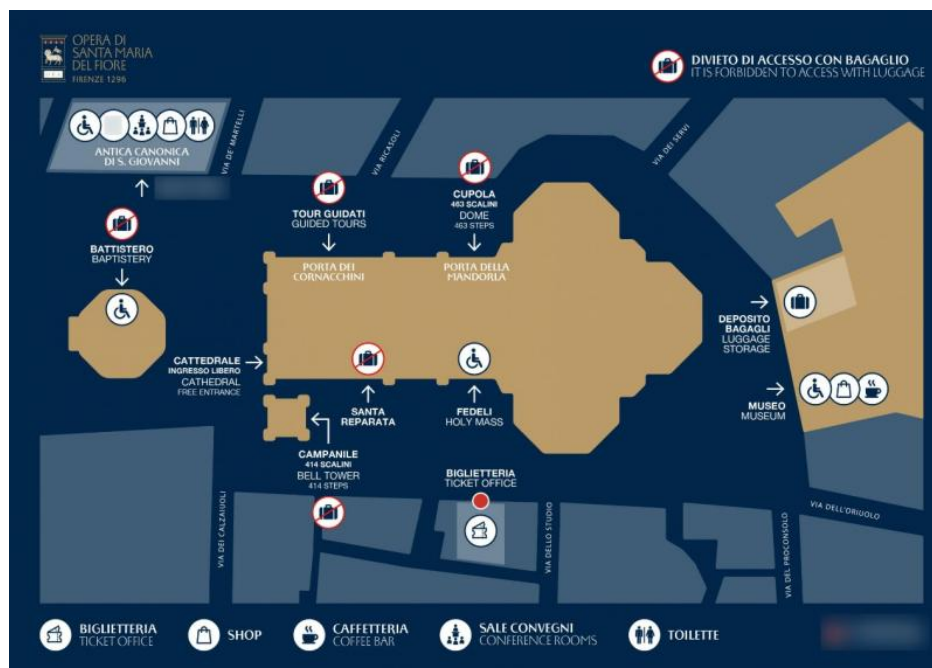 OPERA DI
SANTA MARIA
DEL FIORE
FIRENZE 1296
DIVIETO DI ACCESSO CON BAGAGLIO
IT IS FORBIDDEN TO ACCESS WITH LUGGAGE
ANTICA CANONICA
DI S. GIOVANNI
VIA DE' MARTELLI
VIA RICASOLI
VIA DEI SERVI
BATTISTERO
BAPTISTERY
TOUR GUIDATI
GUIDED TOURS
CUPOLA
463 SCALINI
DOME
463 STEPS
PORTA DEI
CORNACCHINI
PORTA DELLA
MANDORLA
DEPOSITO
BAGAGLI
LUGGAGE
STORAGE
CATTEDRALE
INGRESSO LIBERO
CATHEDRAL
FREE ENTRANCE
SANTA
REPARATA
FEDELI
HOLY MASS
MUSEO
MUSEUM
CAMPANILE
414 SCALINI
BELL TOWER
414 STEPS
BIGLIETTERIA
TICKET OFFICE
VIA DEI CALZAIUOLI
VIA DELLO STUDIO
VIA DEL PROCONSOLO
VIA DELL'ORIUOLO
BIGLIETTERIA
TICKET OFFICE
SHOP
CAFFETTERIA
COFFEE BAR
SALE CONVEGNI
CONFERENCE ROOMS
TOILETTE